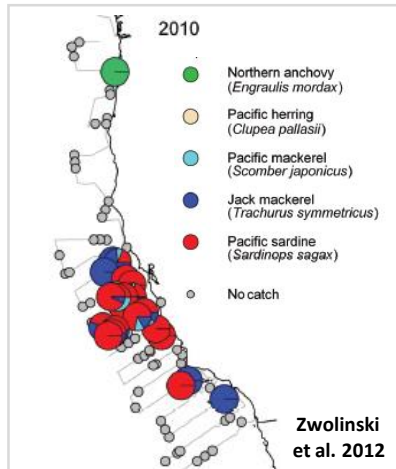 2010
Northern anchovy
(Engraulis mordax)
Pacific herring
(Clupea pallasii)
Pacific mackerel
(Scomber japonicus)
Jack mackerel
(Trachurus symmetricus)
Pacific sardine
(Sardinops sagax)
No catch
Zwolinski
et al. 2012